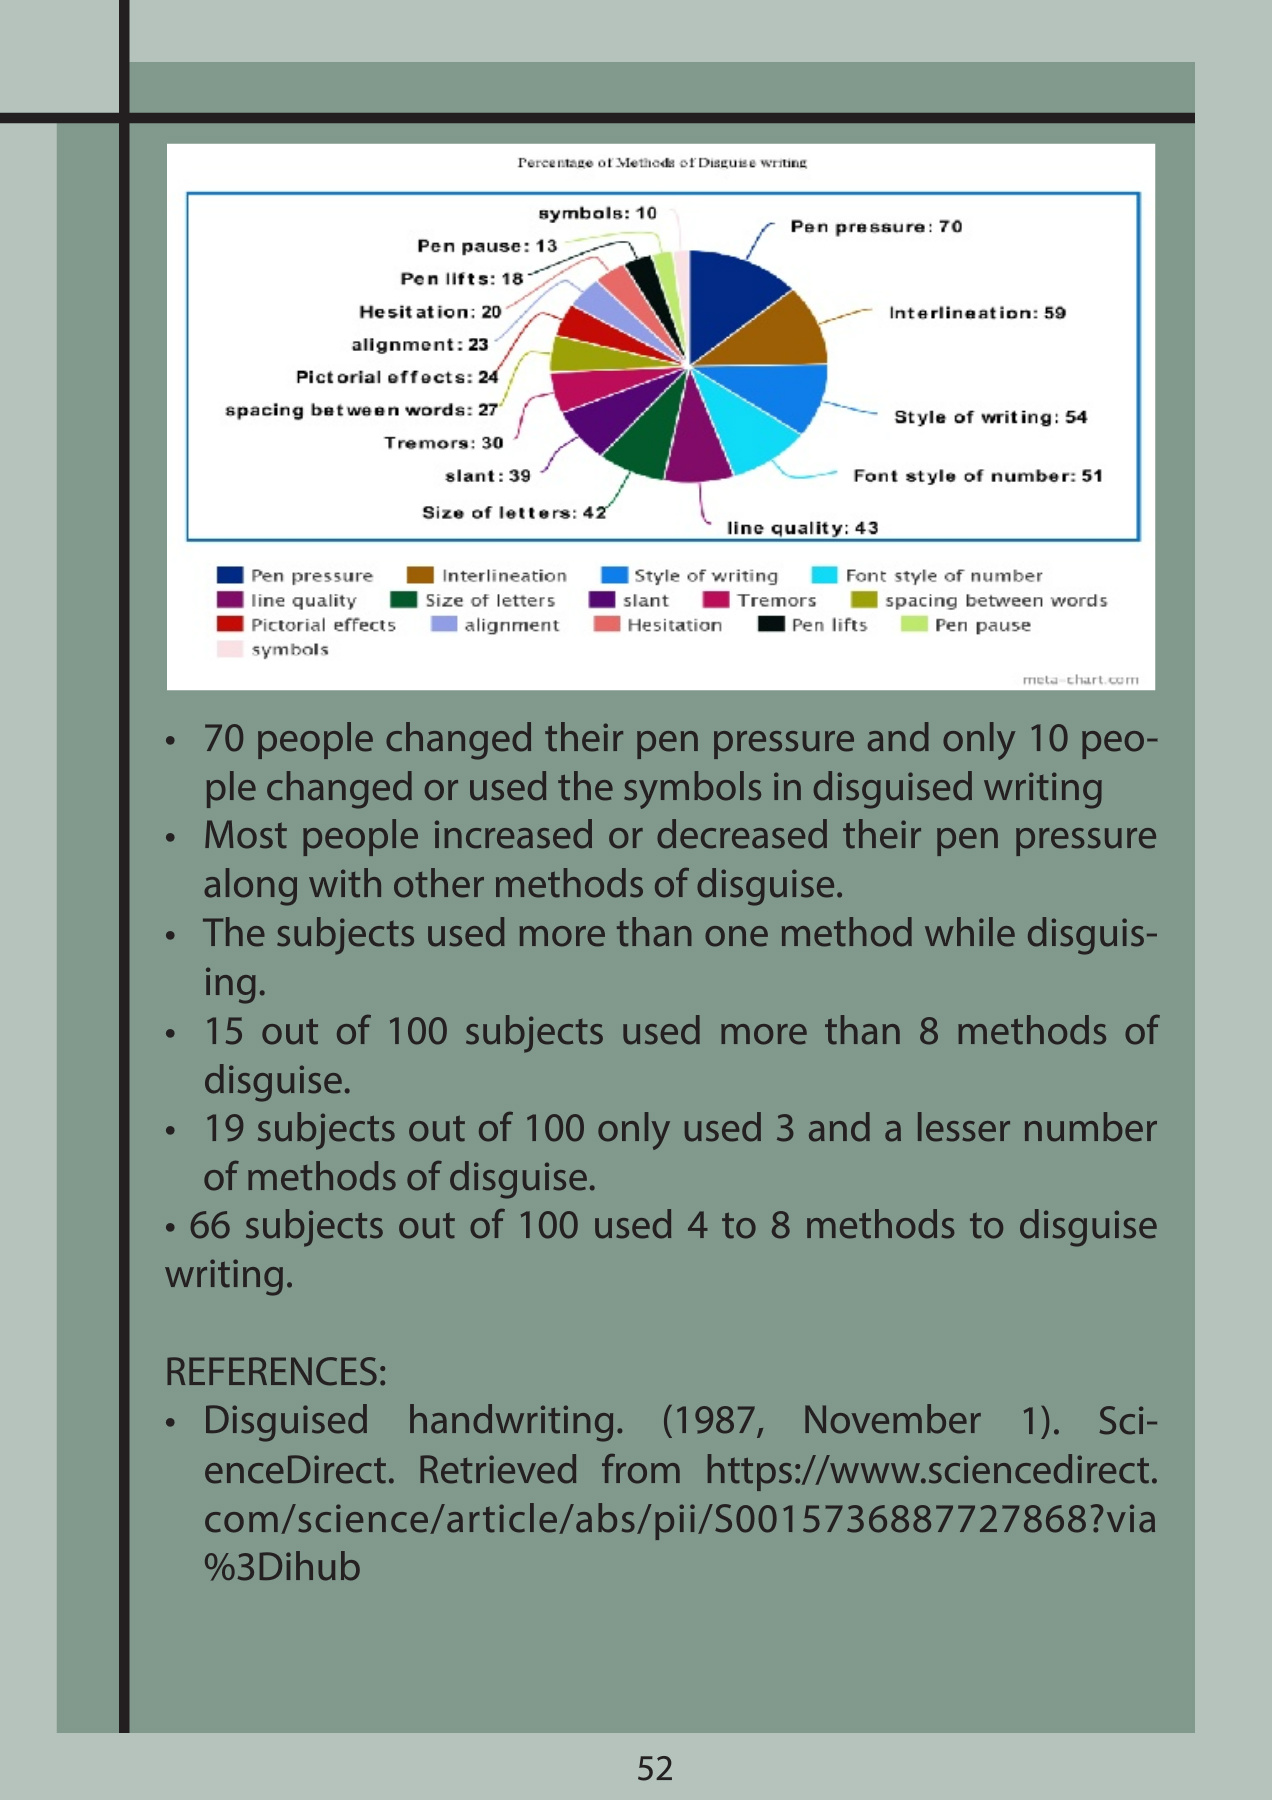 Percentage of Methods of Disguise writing
symbols: 10
Pen pressure: 70
Pen pause: 13
Pen lifts: 18
Hesitation: 20
Interlineation: 59
alignment: 23
Pictorial effects: 24
spacing between words: 27
Style of writing: 54
Tremors: 30
slant: 39
Font style of number: 51
Size of letters: 42
line quality: 43
Pen pressure Interlineation Style of writing Font style of number
line quality Size of letters slant Tremors spacing between words
Pictorial effects alignment Hesitation Pen lifts Pen pause
symbols
meta-chart.com
• 70 people changed their pen pressure and only 10 peo-
ple changed or used the symbols in disguised writing
• Most people increased or decreased their pen pressure
along with other methods of disguise.
• The subjects used more than one method while disguis-
ing.
• 15 out of 100 subjects used more than 8 methods of
disguise.
• 19 subjects out of 100 only used 3 and a lesser number
of methods of disguise.
• 66 subjects out of 100 used 4 to 8 methods to disguise
writing.
REFERENCES:
• Disguised handwriting. (1987, November 1). Sci-
enceDirect. Retrieved from https://www.sciencedirect.
com/science/article/abs/pii/S0015736887727868?via
%3Dihub
52